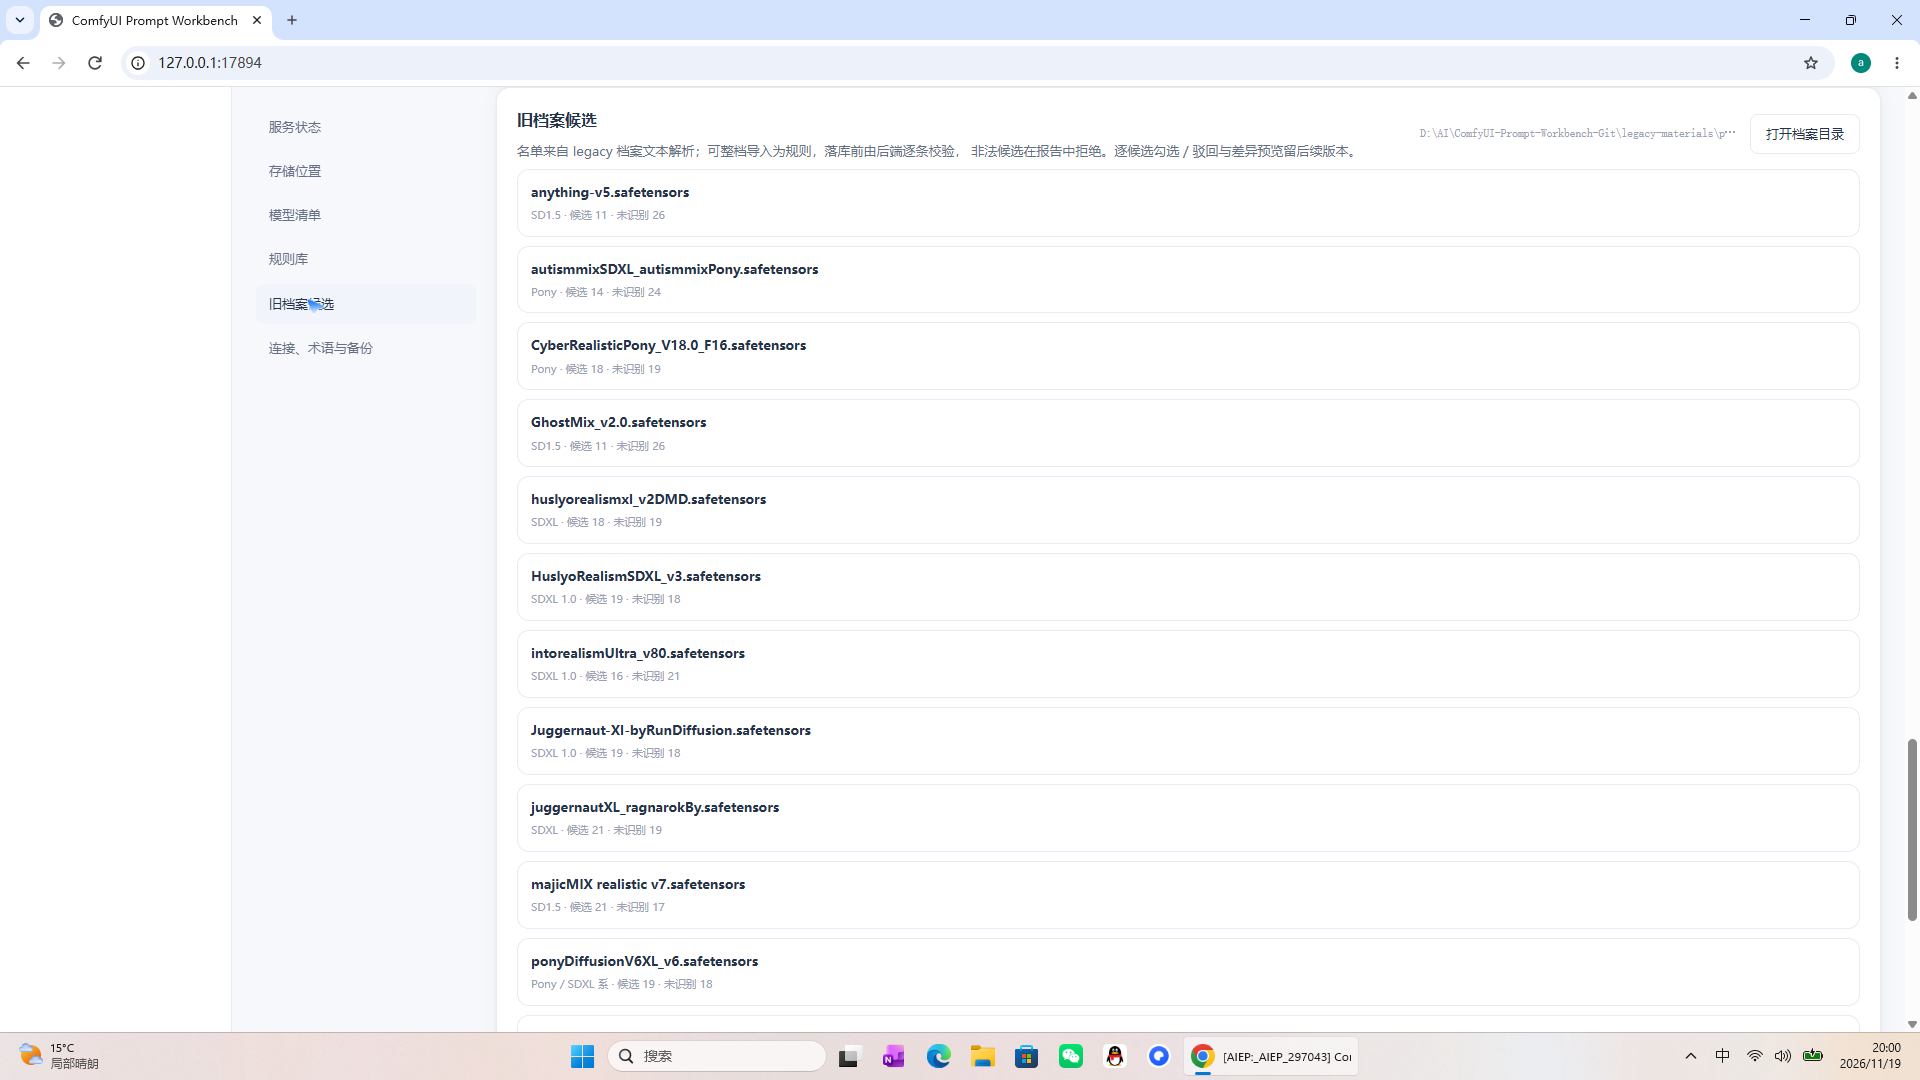 ComfyUI Prompt Workbench
127.0.0.1:17894
服务状态
存储位置
模型清单
规则库
旧档案候选
连接、术语与备份
旧档案候选
名单来自 legacy 档案文本解析；可整档导入为规则，落库前由后端逐条校验， 非法候选在报告中拒绝。逐候选勾选 / 驳回与差异预览留后续版本。
D:\AI\ComfyUI-Prompt-Workbench-Git\legacy-materials\p…
打开档案目录
anything-v5.safetensors
SD1.5 · 候选 11 · 未识别 26
autismmixSDXL_autismmixPony.safetensors
Pony · 候选 14 · 未识别 24
CyberRealisticPony_V18.0_F16.safetensors
Pony · 候选 18 · 未识别 19
GhostMix_v2.0.safetensors
SD1.5 · 候选 11 · 未识别 26
huslyorealismxl_v2DMD.safetensors
SDXL · 候选 18 · 未识别 19
HuslyoRealismSDXL_v3.safetensors
SDXL 1.0 · 候选 19 · 未识别 18
intorealismUltra_v80.safetensors
SDXL 1.0 · 候选 16 · 未识别 21
Juggernaut-XI-byRunDiffusion.safetensors
SDXL 1.0 · 候选 19 · 未识别 18
juggernautXL_ragnarokBy.safetensors
SDXL · 候选 21 · 未识别 19
majicMIX realistic v7.safetensors
SD1.5 · 候选 21 · 未识别 17
ponyDiffusionV6XL_v6.safetensors
Pony / SDXL 系 · 候选 19 · 未识别 18
15°C
局部晴朗
搜索
[AIEP:_AIEP_297043] Co
中
20:00
2026/11/19
a